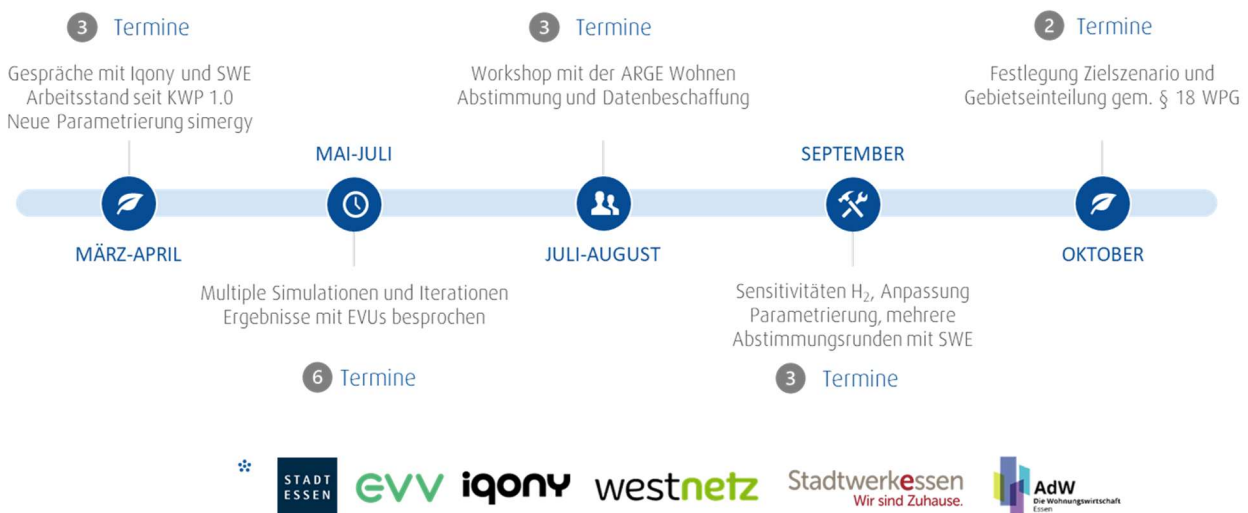 3 Termine
Gespräche mit Iqony und SWE
Arbeitsstand seit KWP 1.0
Neue Parametrierung simergy
MÄRZ-APRIL
MAI-JULI
Multiple Simulationen und Iterationen
Ergebnisse mit EVUs besprochen
6 Termine
3 Termine
Workshop mit der ARGE Wohnen
Abstimmung und Datenbeschaffung
JULI-AUGUST
SEPTEMBER
Sensitivitäten H₂, Anpassung
Parametrierung, mehrere
Abstimmungsrunden mit SWE
3 Termine
2 Termine
Festlegung Zielszenario und
Gebietseinteilung gem. § 18 WPG
OKTOBER
STADT
ESSEN
evv
iqony
westnetz
Stadtwerkessen
Wir sind Zuhause.
AdW
Die Wohnungswirtschaft
Essen